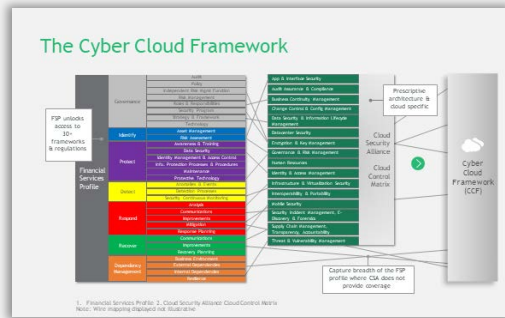 The Cyber Cloud Framework
FSP unlocks
access to
30+
frameworks
& regulations
Financial
Services
Profile
Governance
Audit
Policy
Independent Risk Mgmt Function
Risk Management
Roles & Responsibilities
Security Program
Strategy & Framework
Technology
Identify
Asset Management
Risk Assessment
Protect
Awareness & Training
Data Security
Identity Management & Access Control
Info. Protection Processes & Procedures
Maintenance
Protective Technology
Detect
Anomalies & Events
Detection Processes
Security Continuous Monitoring
Respond
Analysis
Communications
Improvements
Mitigation
Response Planning
Recover
Communications
Improvements
Recovery Planning
Dependency
Management
Business Environment
External Dependencies
Internal Dependencies
Resilience
App & Interface Security
Audit Assurance & Compliance
Business Continuity Management
Change Control & Config Management
Data Security & Information Lifecycle
Management
Datacenter Security
Encryption & Key Management
Governance & Risk Management
Human Resources
Identity & Access Management
Infrastructure & Virtualization Security
Interoperability & Portability
Mobile Security
Security Incident Management, E-
Discovery & Forensics
Supply Chain Management,
Transparency, Accountability
Threat & Vulnerability Management
Cloud
Security
Alliance
Cloud
Control
Matrix
Prescriptive
architecture &
cloud specific
Cyber
Cloud
Framework
(CCF)
Capture breadth of the FSP
profile where CSA does not
provide coverage
1. Financial Services Profile 2. Cloud Security Alliance Cloud Control Matrix
Note: Wire mapping displayed not illustrative